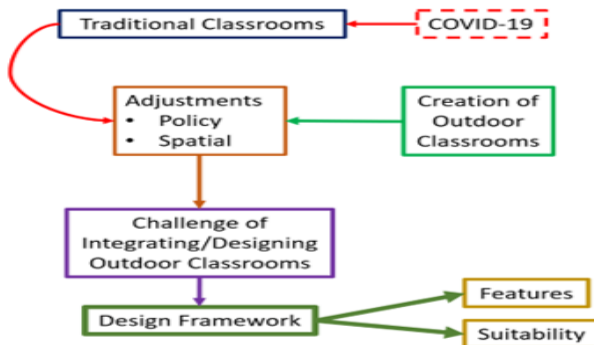 Traditional Classrooms
COVID-19
Adjustments
• Policy
• Spatial
Creation of
Outdoor
Classrooms
Challenge of
Integrating/Designing
Outdoor Classrooms
Design Framework
Features
Suitability